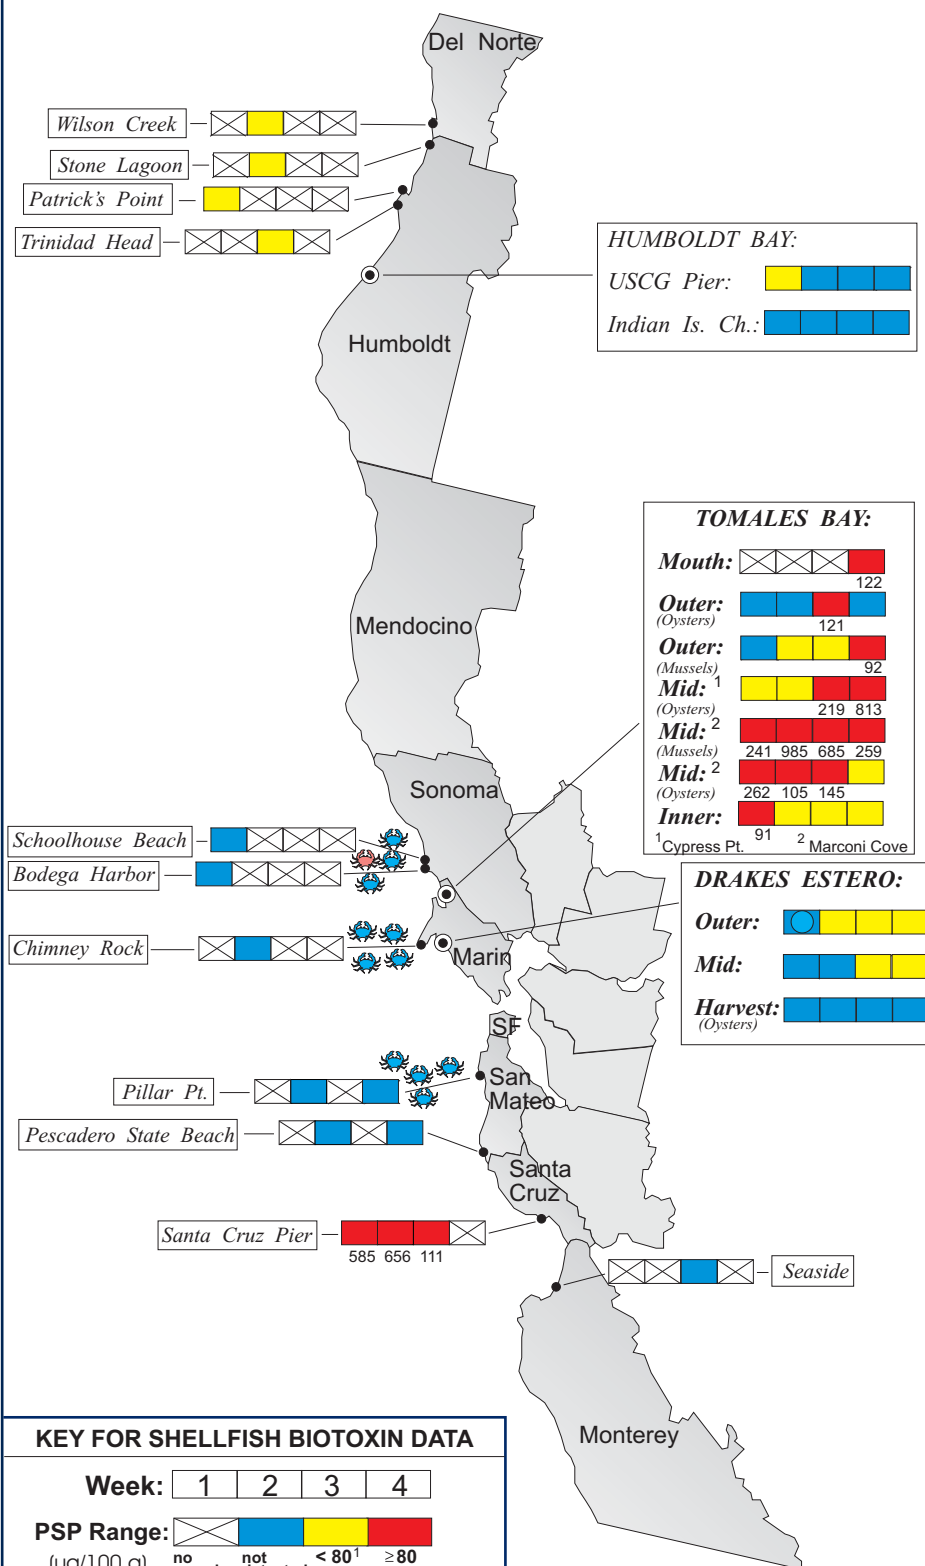 Del Norte
Wilson Creek
Stone Lagoon
Patrick's Point
Trinidad Head
HUMBOLDT BAY:
USCG Pier:
Indian Is. Ch.:
Humboldt
Mendocino
TOMALES BAY:
Mouth:
122
Outer:
(Oysters)
121
Outer:
(Mussels)
92
Mid: 1
(Oysters)
219 813
Mid: 2
(Mussels)
241 985 685 259
Mid: 2
(Oysters)
262 105 145
Inner:
91
1 Cypress Pt. 2 Marconi Cove
Sonoma
Schoolhouse Beach
Bodega Harbor
Chimney Rock
Marin
DRAKES ESTERO:
Outer:
Mid:
Harvest:
(Oysters)
SF
Pillar Pt.
San
Mateo
Pescadero State Beach
Santa
Cruz
Santa Cruz Pier
585 656 111
Seaside
Monterey
KEY FOR SHELLFISH BIOTOXIN DATA
Week: 1 2 3 4
PSP Range:
(ug/100 g) no not < 80 1 ≥80